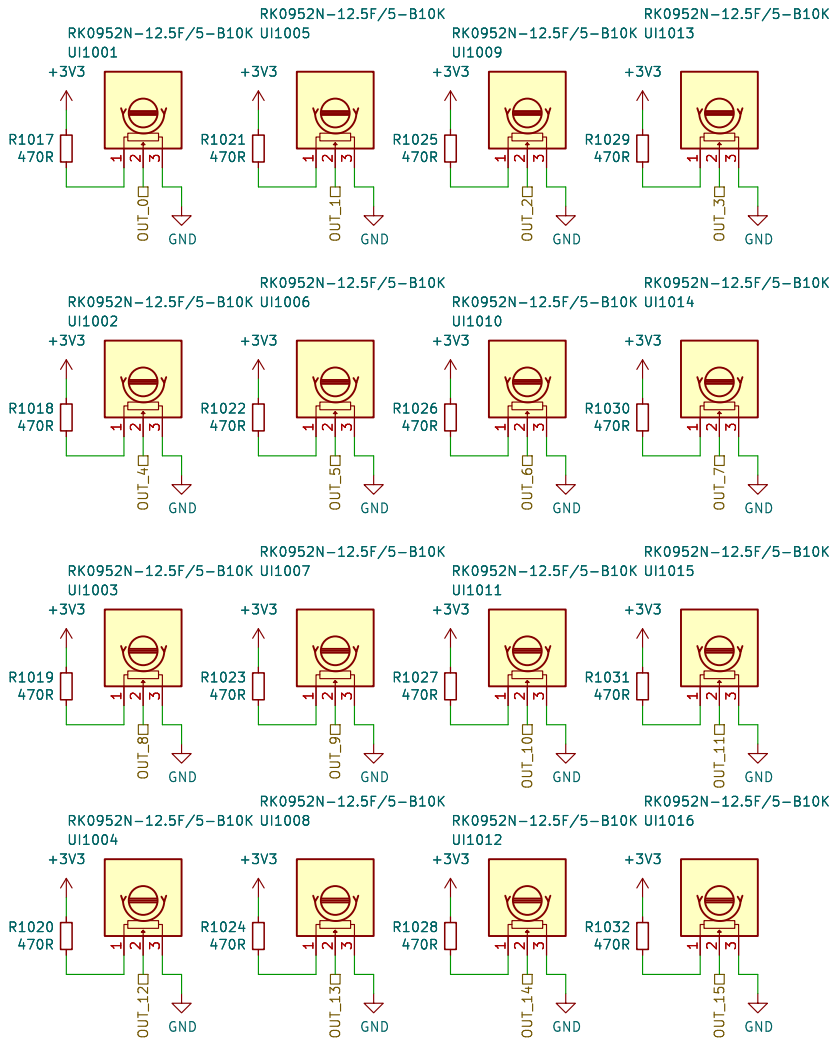 RK0952N-12.5F/5-B10K
UI1001
+3V3
R1017
470R
1
2
3
OUT_0
GND
RK0952N-12.5F/5-B10K
UI1005
+3V3
R1021
470R
1
2
3
OUT_1
GND
RK0952N-12.5F/5-B10K
UI1009
+3V3
R1025
470R
1
2
3
OUT_2
GND
RK0952N-12.5F/5-B10K
UI1013
+3V3
R1029
470R
1
2
3
OUT_3
GND
RK0952N-12.5F/5-B10K
UI1002
+3V3
R1018
470R
1
2
3
OUT_4
GND
RK0952N-12.5F/5-B10K
UI1006
+3V3
R1022
470R
1
2
3
OUT_5
GND
RK0952N-12.5F/5-B10K
UI1010
+3V3
R1026
470R
1
2
3
OUT_6
GND
RK0952N-12.5F/5-B10K
UI1014
+3V3
R1030
470R
1
2
3
OUT_7
GND
RK0952N-12.5F/5-B10K
UI1003
+3V3
R1019
470R
1
2
3
OUT_8
GND
RK0952N-12.5F/5-B10K
UI1007
+3V3
R1023
470R
1
2
3
OUT_9
GND
RK0952N-12.5F/5-B10K
UI1011
+3V3
R1027
470R
1
2
3
OUT_10
GND
RK0952N-12.5F/5-B10K
UI1015
+3V3
R1031
470R
1
2
3
OUT_11
GND
RK0952N-12.5F/5-B10K
UI1004
+3V3
R1020
470R
1
2
3
OUT_12
GND
RK0952N-12.5F/5-B10K
UI1008
+3V3
R1024
470R
1
2
3
OUT_13
GND
RK0952N-12.5F/5-B10K
UI1012
+3V3
R1028
470R
1
2
3
OUT_14
GND
RK0952N-12.5F/5-B10K
UI1016
+3V3
R1032
470R
1
2
3
OUT_15
GND